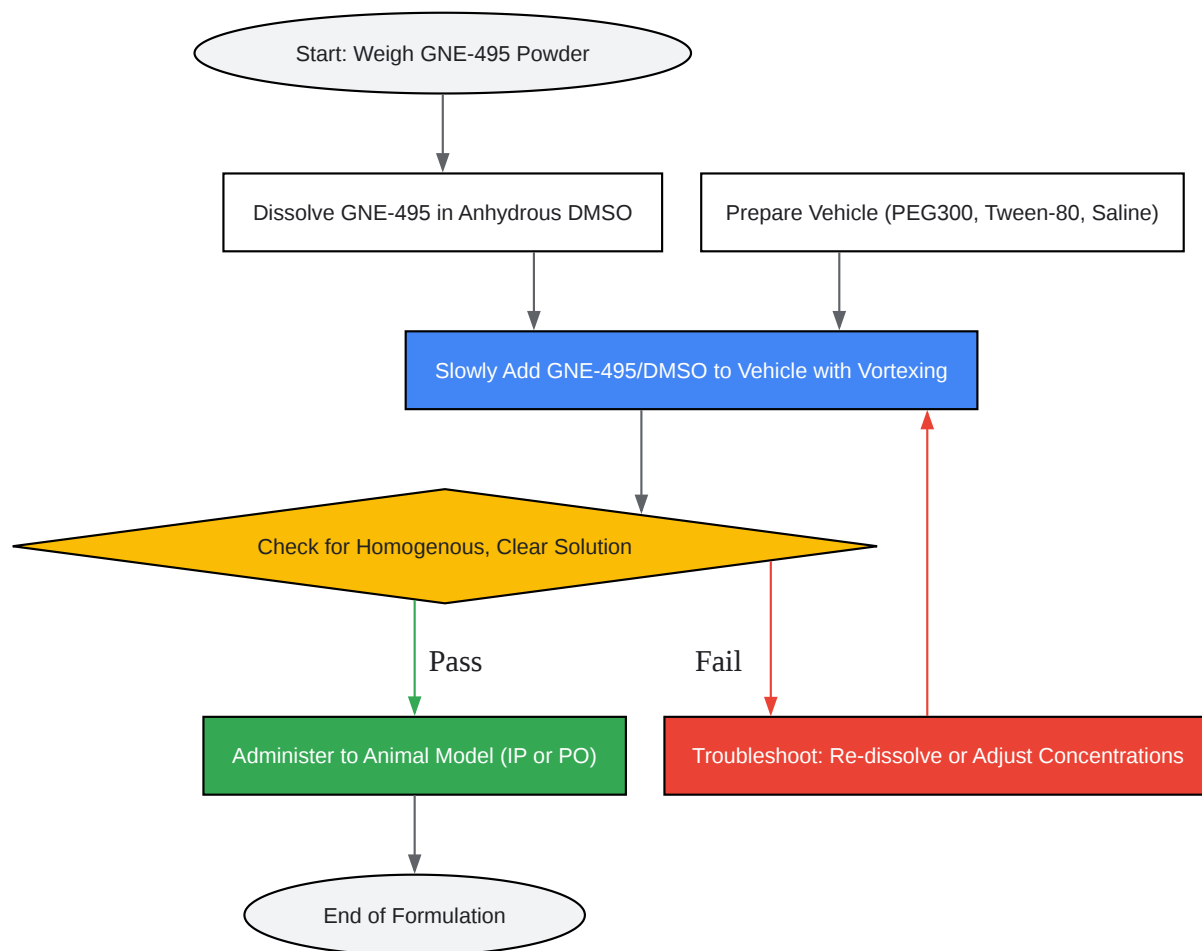 Start: Weigh GNE-495 Powder
Dissolve GNE-495 in Anhydrous DMSO
Prepare Vehicle (PEG300, Tween-80, Saline)
Slowly Add GNE-495/DMSO to Vehicle with Vortexing
Check for Homogenous, Clear Solution
Pass
Fail
Administer to Animal Model (IP or PO)
Troubleshoot: Re-dissolve or Adjust Concentrations
End of Formulation